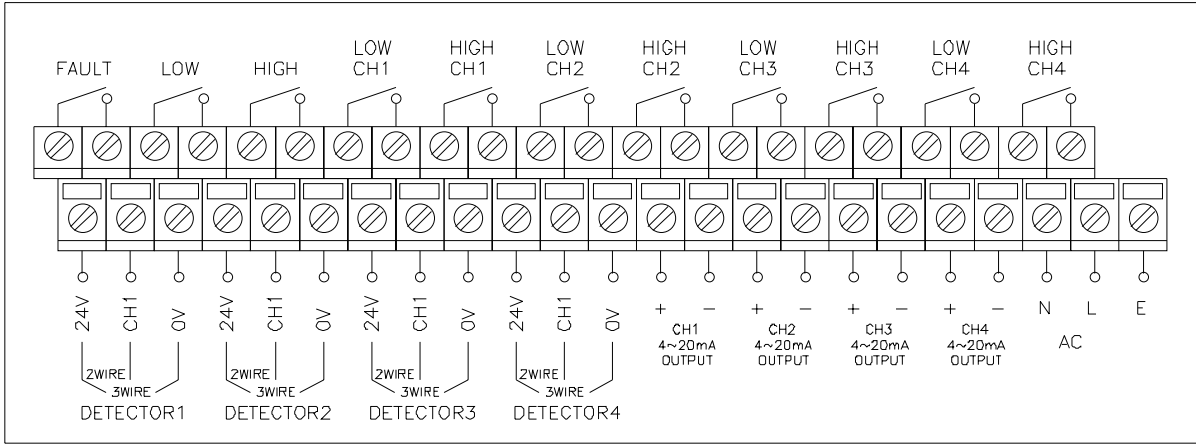 FAULT LOW HIGH LOW CH1 HIGH CH1 LOW CH2 HIGH CH2 LOW CH3 HIGH CH3 LOW CH4 HIGH CH4
24V CH1 0V 24V CH1 0V 24V CH1 0V 24V CH1 0V + − + − + − + − N L E
CH1 CH2 CH3 CH4 AC
4~20mA 4~20mA 4~20mA 4~20mA
OUTPUT OUTPUT OUTPUT OUTPUT
2WIRE 2WIRE 2WIRE 2WIRE
3WIRE 3WIRE 3WIRE 3WIRE
DETECTOR1 DETECTOR2 DETECTOR3 DETECTOR4